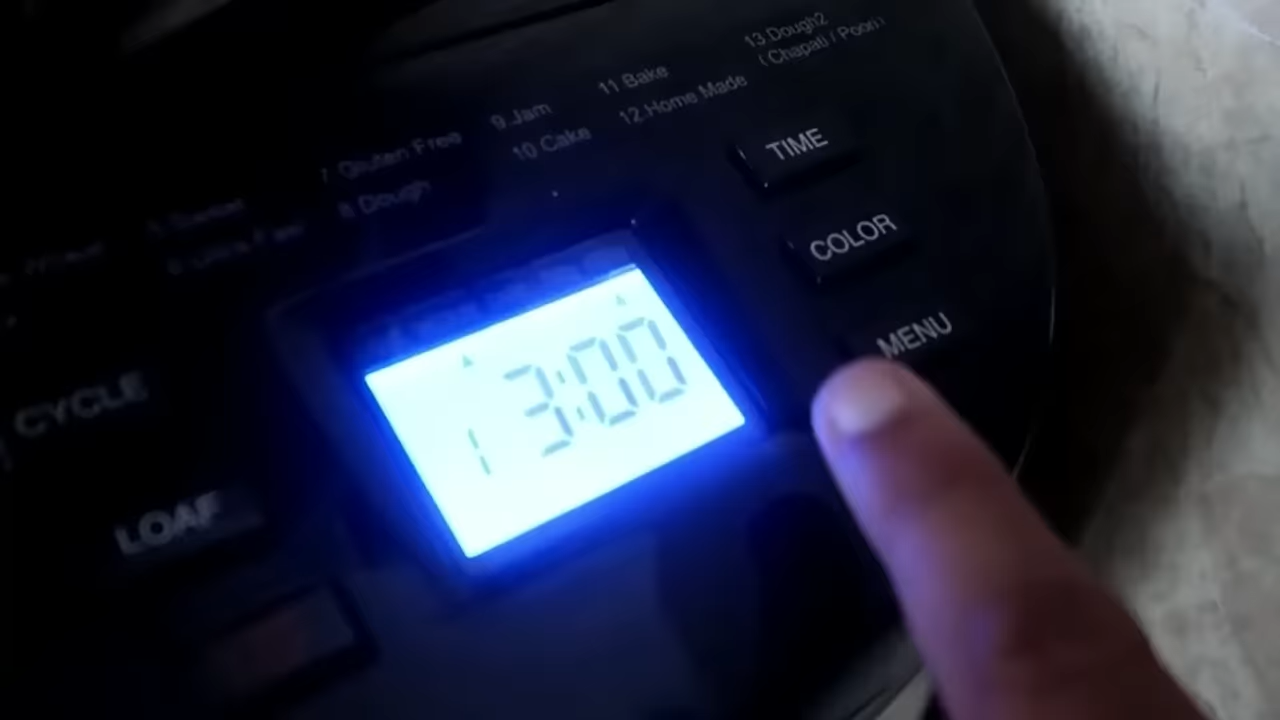 13.Dough2
( Chapati / Poori )
11 Bake
12.Home Made
9.Jam
10 Cake
7 Gluten Free
8 Dough
TIME
COLOR
MENU
1 3:00
CYCLE
LOAF